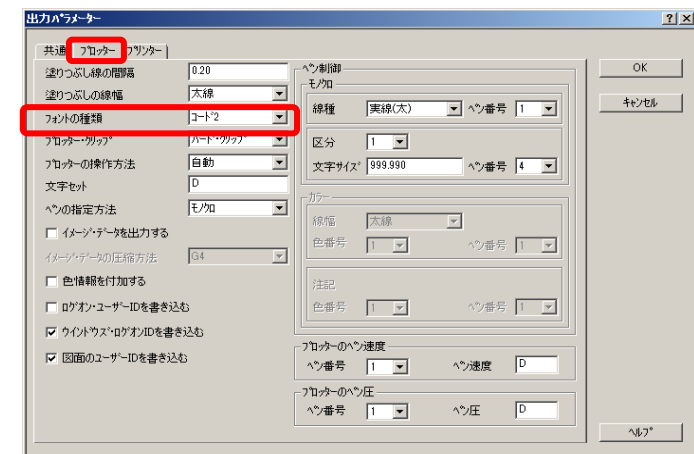 出力ﾊﾟﾗﾒｰﾀｰ
共通 ﾌﾟﾛｯﾀｰ ﾌﾟﾘﾝﾀｰ
塗りつぶし線の間隔 0.20
塗りつぶしの線幅 太線
ﾌｫﾝﾄの種類 ｺｰﾄﾞ2
ﾌﾟﾛｯﾀｰ･ｸﾘｯﾌﾟ ﾊｰﾄﾞ･ｸﾘｯﾌﾟ
ﾌﾟﾛｯﾀｰの操作方法 自動
文字ｾｯﾄ D
ﾍﾟﾝの指定方法 ﾓﾉｸﾛ
ｲﾒｰｼﾞ･ﾃﾞｰﾀを出力する
ｲﾒｰｼﾞ･ﾃﾞｰﾀの圧縮方法 G4
色情報を付加する
ﾛｸﾞｵﾝ･ﾕｰｻﾞｰIDを書き込む
ｳｲﾝﾄﾞｳｽﾞ･ﾛｸﾞｵﾝIDを書き込む
図面のﾕｰｻﾞｰIDを書き込む
ﾍﾟﾝ制御
ﾓﾉｸﾛ
線種 実線(太) ﾍﾟﾝ番号 1
区分 1
文字ｻｲｽﾞ 999.990 ﾍﾟﾝ番号 4
ｶﾗｰ
線幅 太線
色番号 1 ﾍﾟﾝ番号 1
注記
色番号 1 ﾍﾟﾝ番号 1
ﾌﾟﾛｯﾀｰのﾍﾟﾝ速度
ﾍﾟﾝ番号 1 ﾍﾟﾝ速度 D
ﾌﾟﾛｯﾀｰのﾍﾟﾝ圧
ﾍﾟﾝ番号 1 ﾍﾟﾝ圧 D
OK
ｷｬﾝｾﾙ
ﾍﾙﾌﾟ